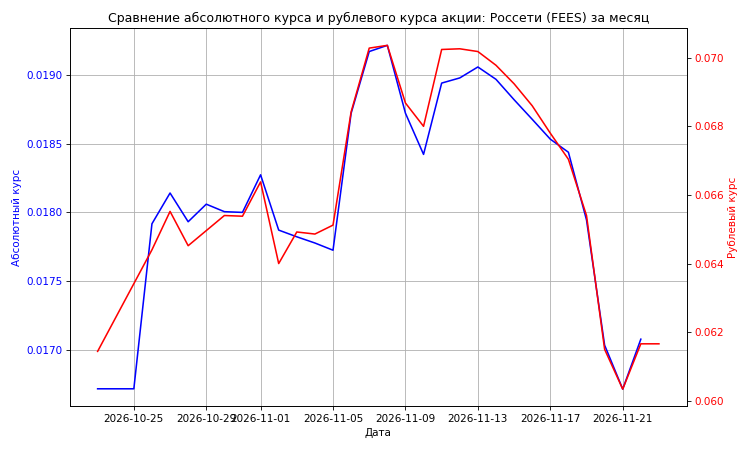 Сравнение абсолютного курса и рублевого курса акции: Россети (FEES) за месяц
Абсолютный курс
0.0190
0.0185
0.0180
0.0175
0.0170
0.070
0.068
0.066
0.064
0.062
0.060
Рублевый курс
2026-10-25 2026-10-29 2026-11-01 2026-11-05 2026-11-09 2026-11-13 2026-11-17 2026-11-21
Дата